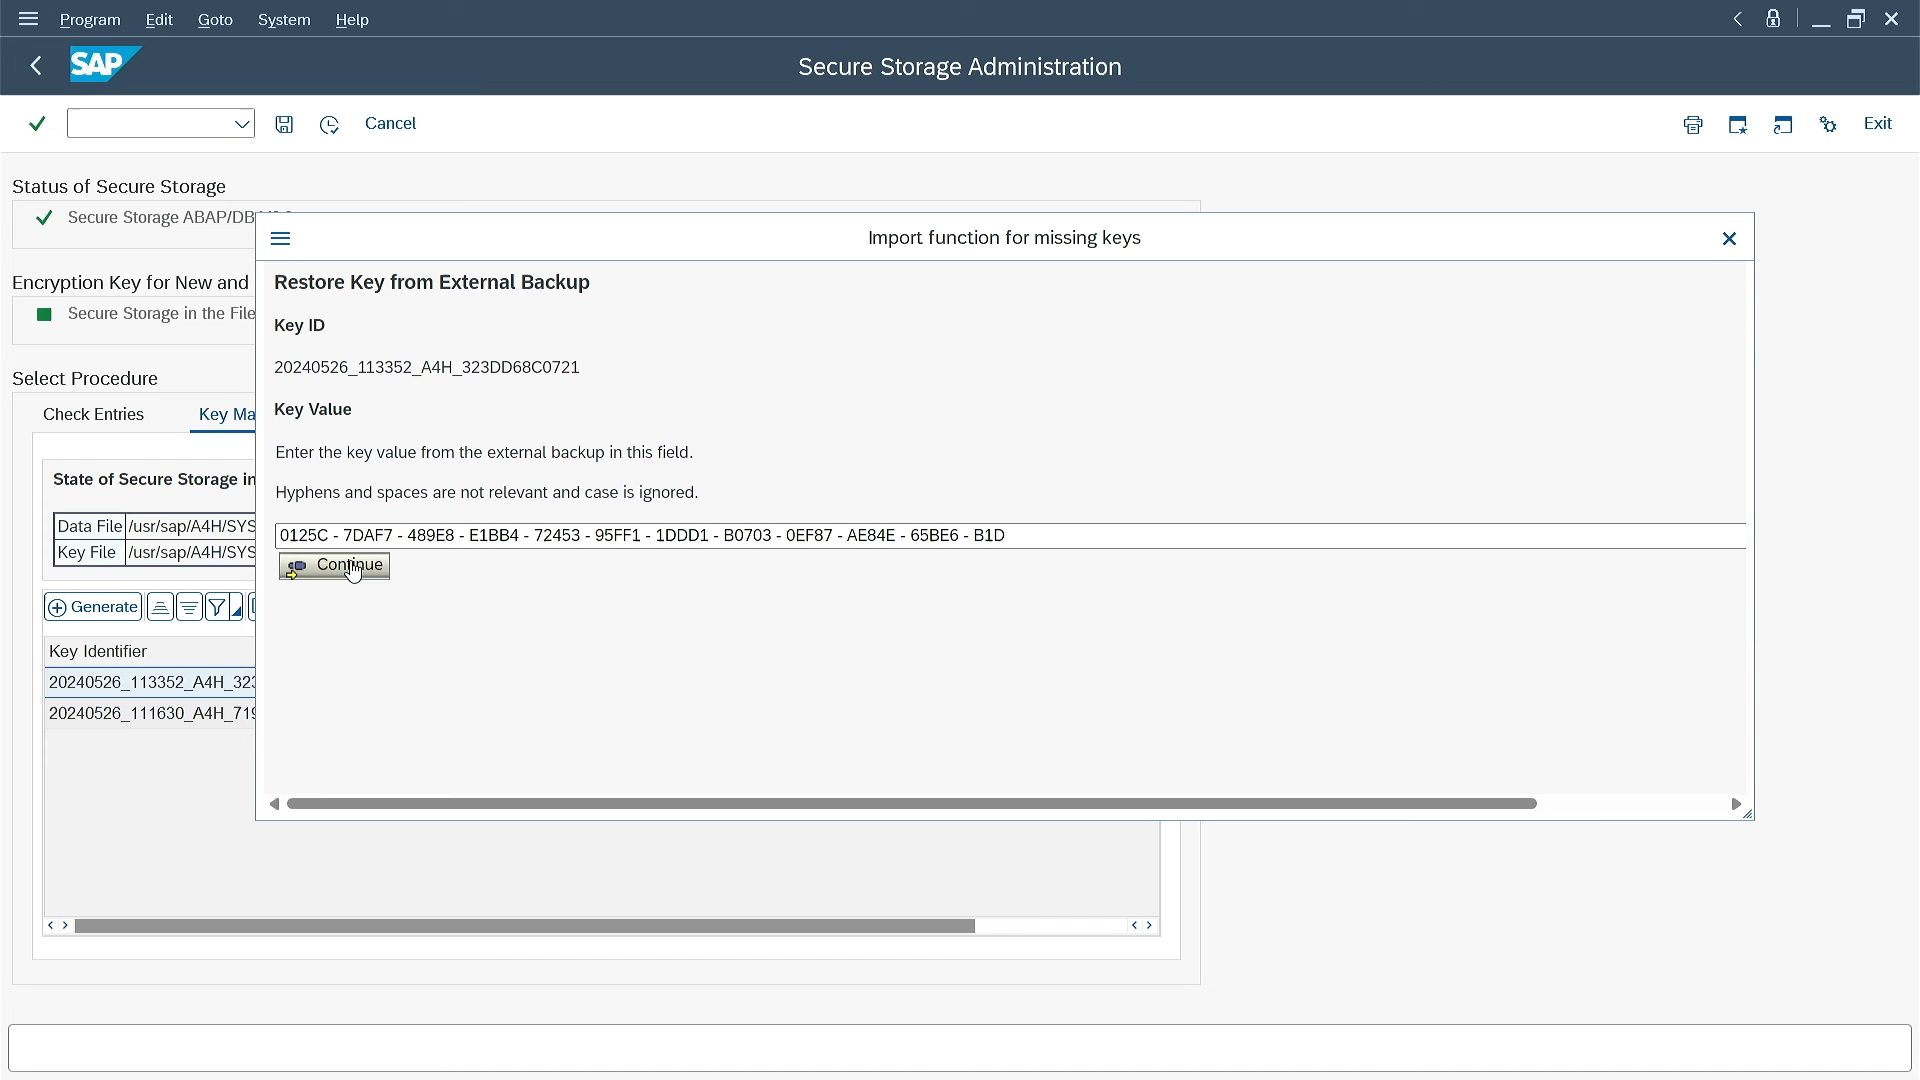 Program Edit Goto System Help
SAP
Secure Storage Administration
Cancel
Exit
Status of Secure Storage
Secure Storage ABAP/DB
Import function for missing keys
Encryption Key for New and
Restore Key from External Backup
Secure Storage in the File
Key ID
20240526_113352_A4H_323DD68C0721
Select Procedure
Key Value
Check Entries Key Ma
Enter the key value from the external backup in this field.
State of Secure Storage in
Hyphens and spaces are not relevant and case is ignored.
Data File /usr/sap/A4H/SYS
0125C - 7DAF7 - 489E8 - E1BB4 - 72453 - 95FF1 - 1DDD1 - B0703 - 0EF87 - AE84E - 65BE6 - B1D
Key File /usr/sap/A4H/SYS
Continue
Generate
Key Identifier
20240526_113352_A4H_323
20240526_111630_A4H_719